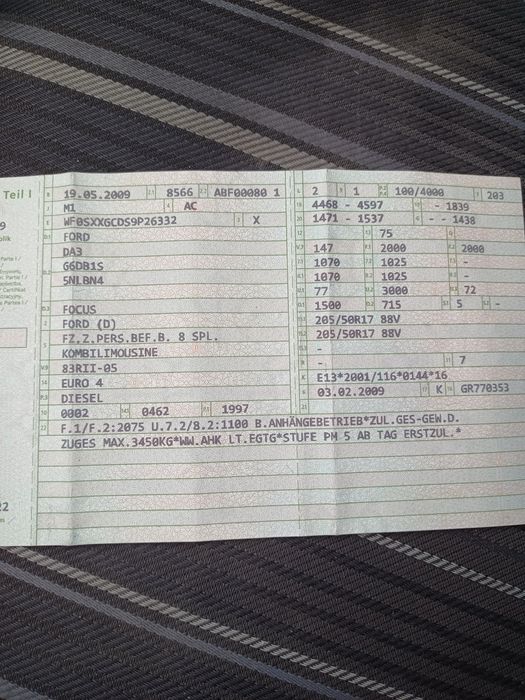 Teil I
19.05.2009 8566 ABF00080 1
M1 AC
WF0SXXGCDS9P26332 X
FORD
DA3
G6DB1S
5NLBN4
FOCUS
FORD (D)
FZ.Z.PERS.BEF.B. 8 SPL.
KOMBILIMOUSINE
83RII-05
EURO 4
DIESEL
0002 0462 1997
2 1 100/4000 203
4468 - 4597 - 1839
1471 - 1537 - - 1438
75
147 2000 2000
1070 1025 -
1070 1025 -
77 3000 72
1500 715 5 -
205/50R17 88V
205/50R17 88V
-
- 7
E13*2001/116*0144*16
03.02.2009 K GR770353
F.1/F.2:2075 U.7.2/8.2:1100 B.ANHÄNGEBETRIEB*ZUL.GES-GEW.D.
ZUGES MAX.3450KG*WW.AHK LT.EGTG*STUFE PM 5 AB TAG ERSTZUL.*